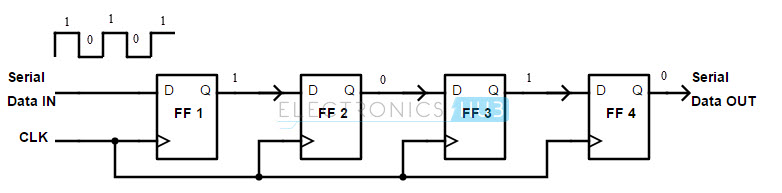 1 0 1 0 1
Serial
Data IN
CLK
D Q
FF 1
1
D Q
FF 2
0
D Q
FF 3
1
D Q
FF 4
0
Serial
Data OUT
ELECTRONICS HUB